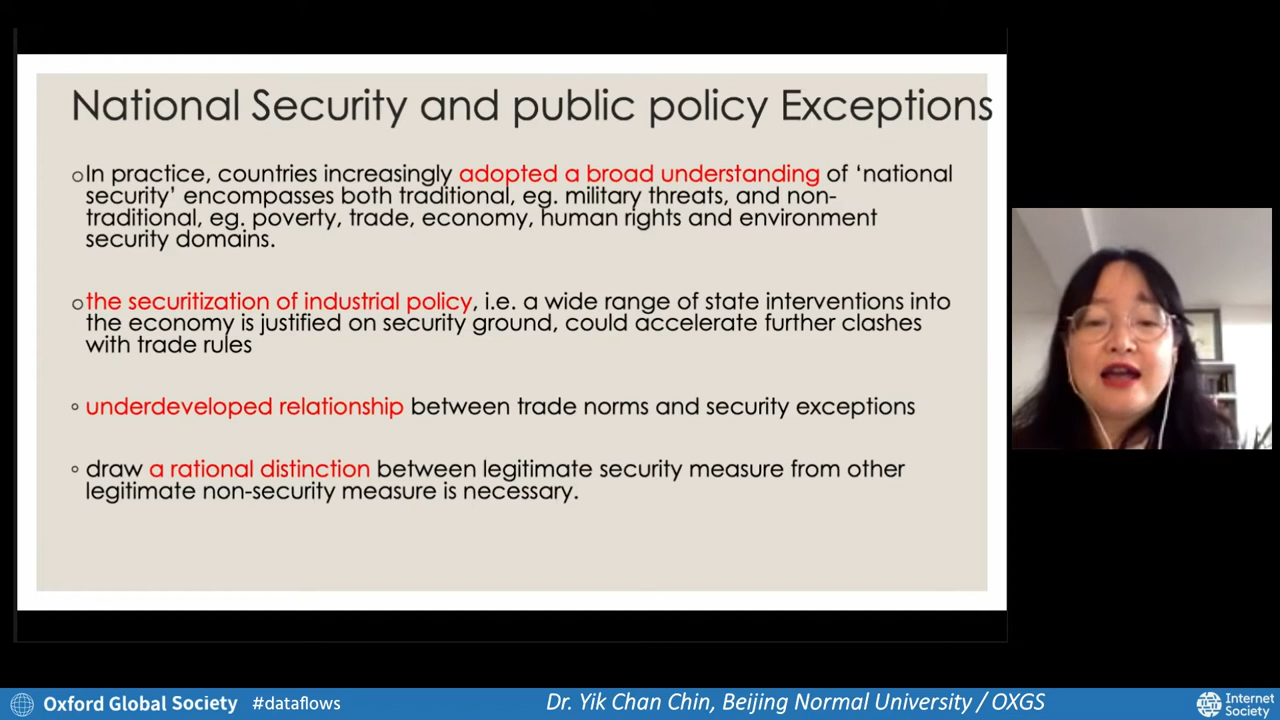 National Security and public policy Exceptions
In practice, countries increasingly adopted a broad understanding of ‘national
security’ encompasses both traditional, eg. military threats, and non-
traditional, eg. poverty, trade, economy, human rights and environment
security domains.
the securitization of industrial policy, i.e. a wide range of state interventions into
the economy is justified on security ground, could accelerate further clashes
with trade rules
underdeveloped relationship between trade norms and security exceptions
draw a rational distinction between legitimate security measure from other
legitimate non-security measure is necessary.
Oxford Global Society #dataflows Dr. Yik Chan Chin, Beijing Normal University / OXGS
Internet
Society